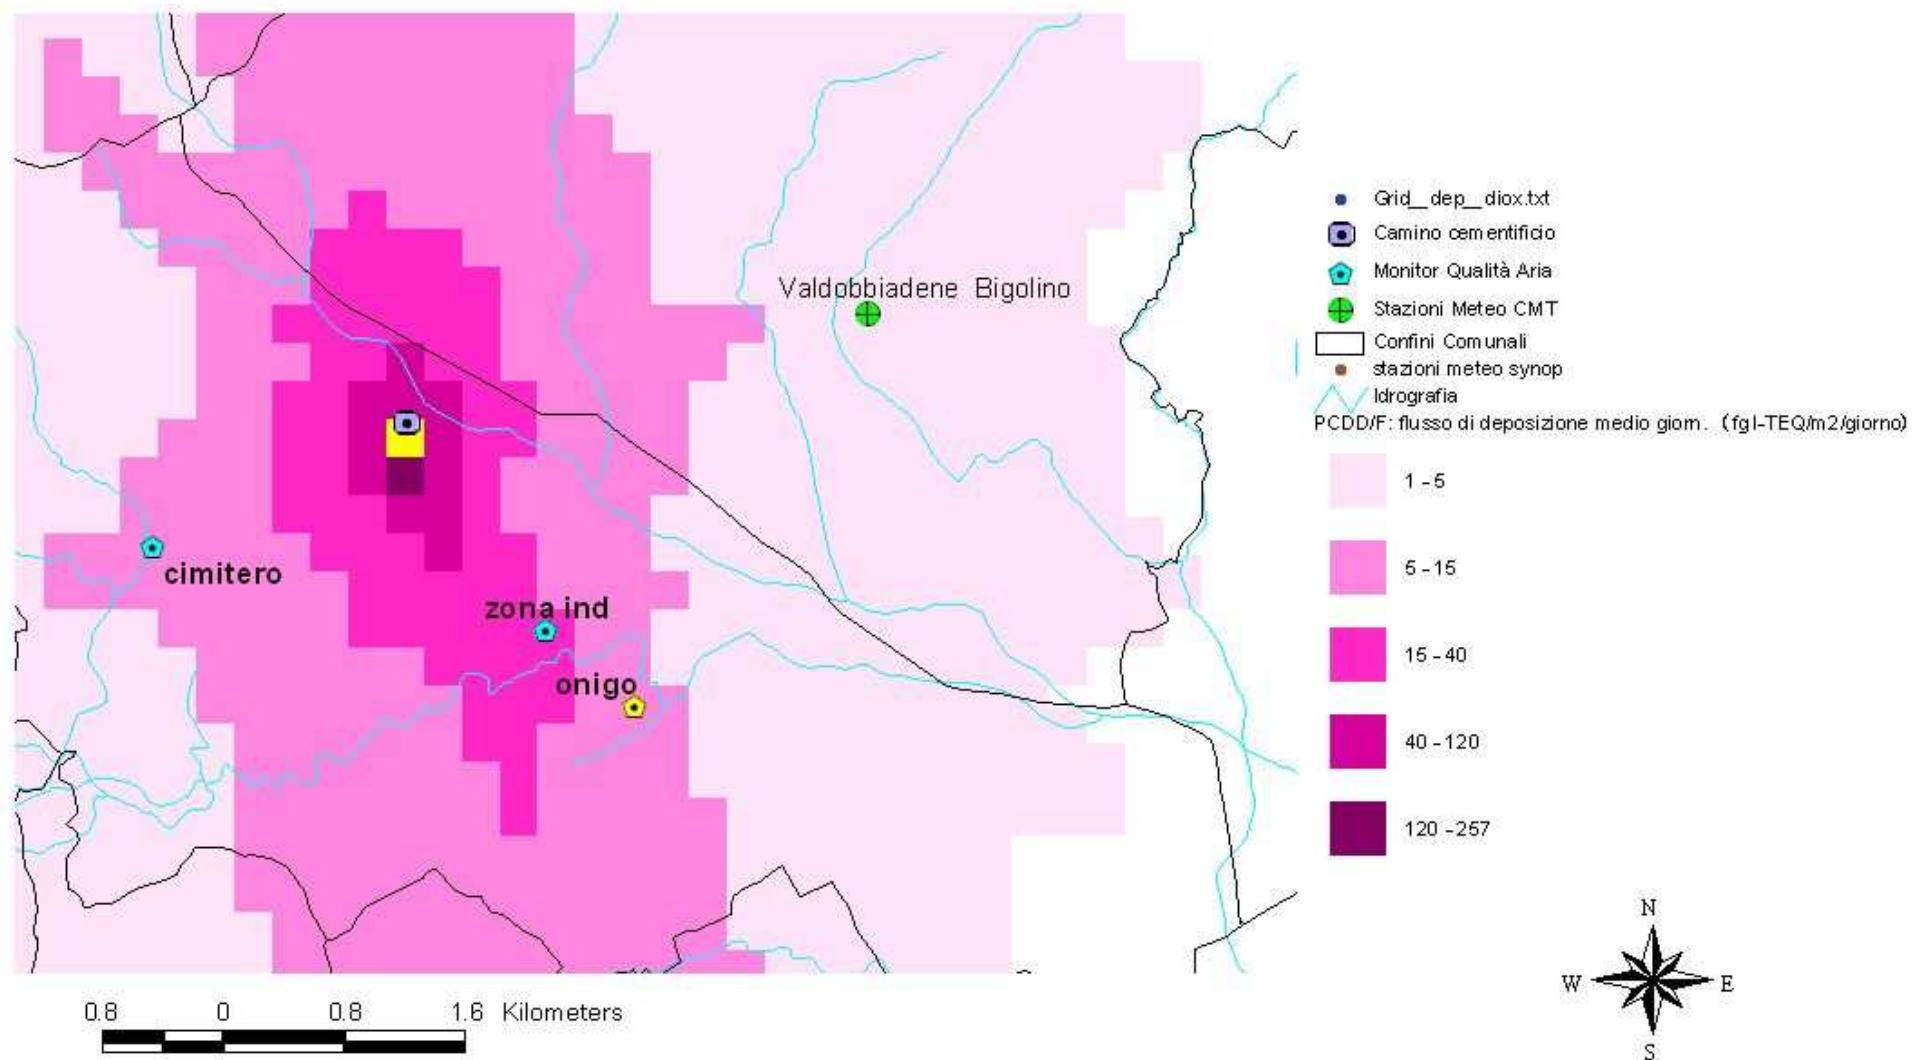 Valdobbiadene Bigolino
cimitero
zona ind
onigo
Grid__dep__diox.txt
Camino cementificio
Monitor Qualità Aria
Stazioni Meteo CMT
Confini Comunali
stazioni meteo synop
Idrografia
PCDD/F: flusso di deposizione medio giorn. (fgI-TEQ/m2/giorno)
1 - 5
5 - 15
15 - 40
40 - 120
120 - 257
0.8 0 0.8 1.6 Kilometers
N
W E
S